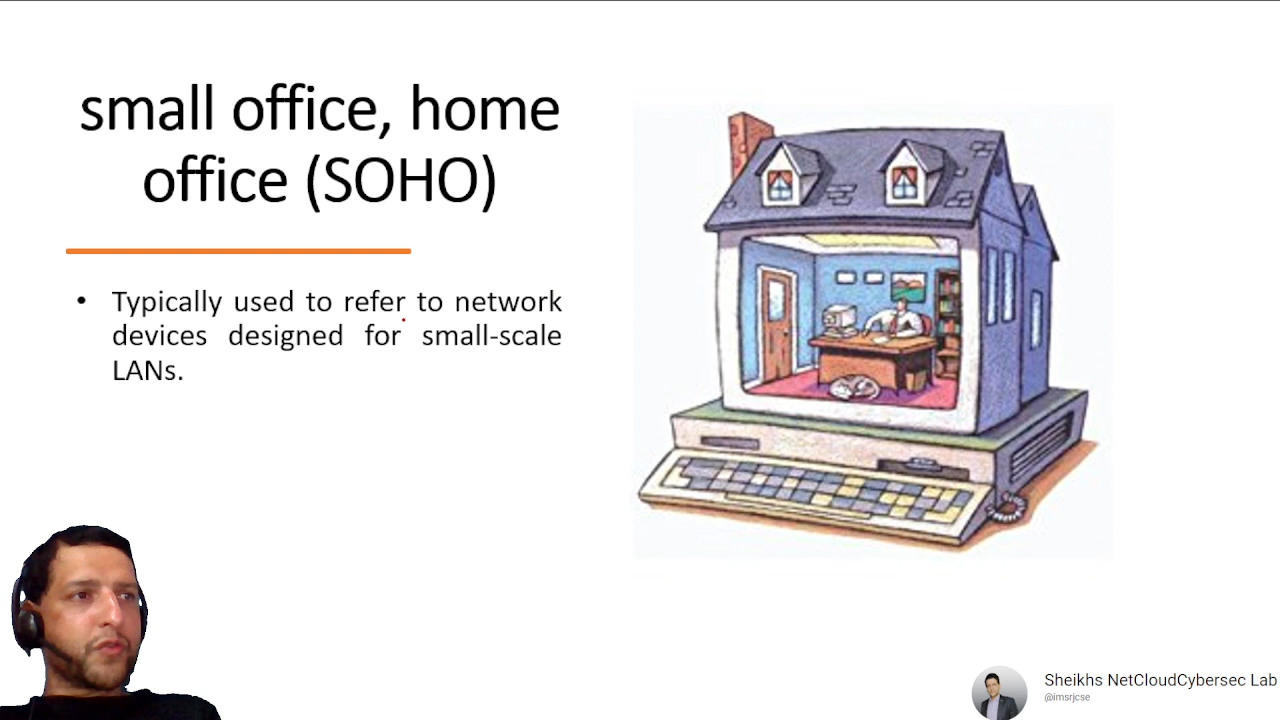 small office, home
office (SOHO)
• Typically used to refer to network
devices designed for small-scale
LANs.
Sheikhs NetCloudCybersec Lab
@imsrjcse